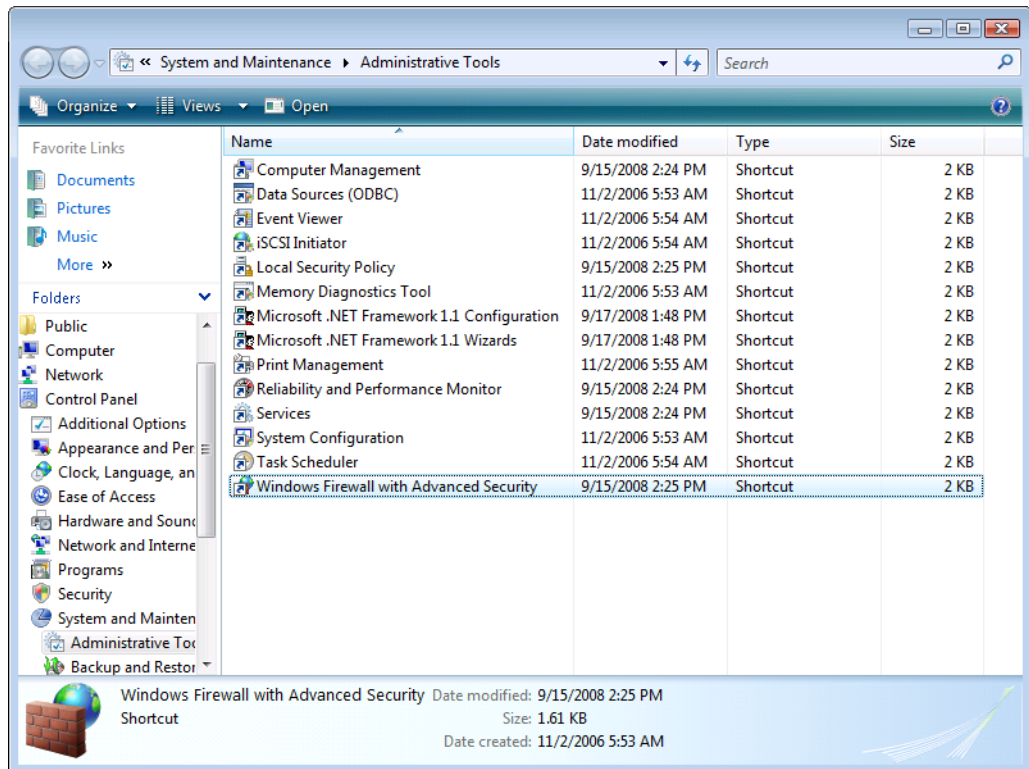 « System and Maintenance ▸ Administrative Tools
Search
Organize Views Open
Favorite Links
Documents
Pictures
Music
More »
Folders
Public
Computer
Network
Control Panel
Additional Options
Appearance and Per
Clock, Language, an
Ease of Access
Hardware and Sound
Network and Interne
Programs
Security
System and Mainten
Administrative Too
Backup and Restor
Name Date modified Type Size
Computer Management 9/15/2008 2:24 PM Shortcut 2 KB
Data Sources (ODBC) 11/2/2006 5:53 AM Shortcut 2 KB
Event Viewer 11/2/2006 5:54 AM Shortcut 2 KB
iSCSI Initiator 11/2/2006 5:54 AM Shortcut 2 KB
Local Security Policy 9/15/2008 2:25 PM Shortcut 2 KB
Memory Diagnostics Tool 11/2/2006 5:53 AM Shortcut 2 KB
Microsoft .NET Framework 1.1 Configuration 9/17/2008 1:48 PM Shortcut 2 KB
Microsoft .NET Framework 1.1 Wizards 9/17/2008 1:48 PM Shortcut 2 KB
Print Management 11/2/2006 5:55 AM Shortcut 2 KB
Reliability and Performance Monitor 9/15/2008 2:24 PM Shortcut 2 KB
Services 9/15/2008 2:24 PM Shortcut 2 KB
System Configuration 11/2/2006 5:53 AM Shortcut 2 KB
Task Scheduler 11/2/2006 5:54 AM Shortcut 2 KB
Windows Firewall with Advanced Security 9/15/2008 2:25 PM Shortcut 2 KB
Windows Firewall with Advanced Security Date modified: 9/15/2008 2:25 PM
Shortcut Size: 1.61 KB
Date created: 11/2/2006 5:53 AM